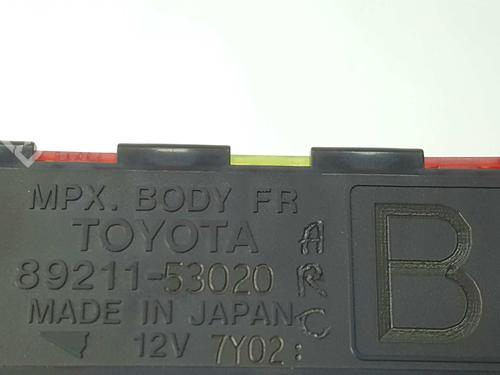 MPX. BODY FR
TOYOTA
89211-53020
MADE IN JAPAN
12V 7Y02:
A
R
C
B